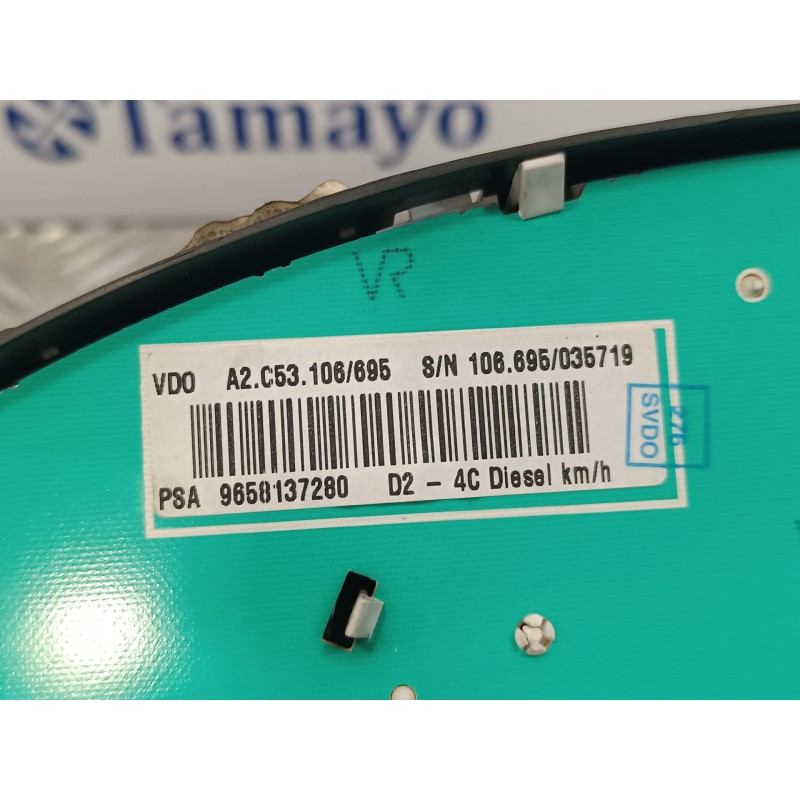 Tamayo
VR
VDO A2.C53.106/695 S/N 106.695/035719
PSA 9658137280 D2 - 4C Diesel km/h
276
SVDO